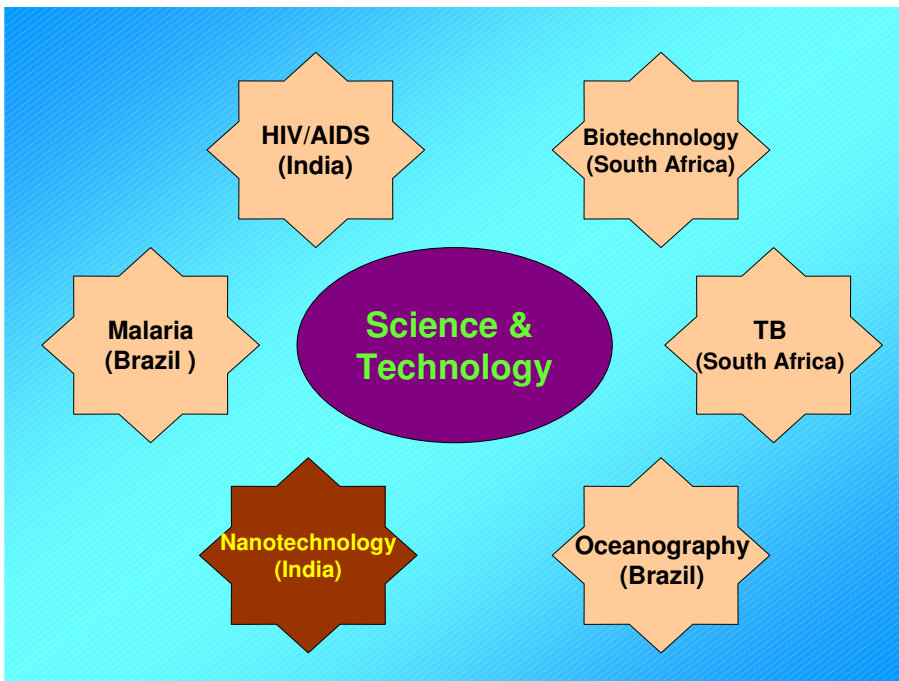 HIV/AIDS
(India)
Biotechnology
(South Africa)
Malaria
(Brazil )
Science &
Technology
TB
(South Africa)
Nanotechnology
(India)
Oceanography
(Brazil)